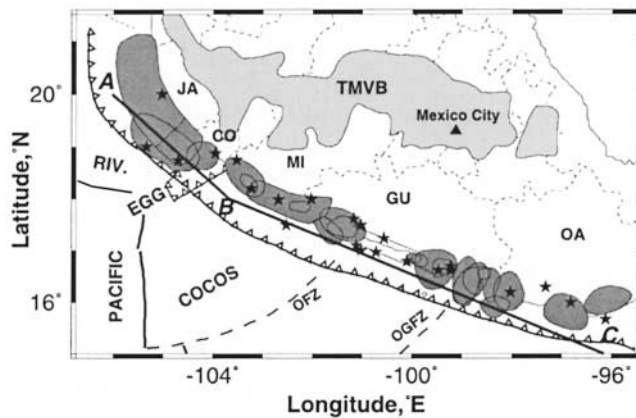 A
JA
TMVB
Mexico City
20°
CO
RIV.
MI
EGG
GU
B
OA
PACIFIC
COCOS
OFZ
OGFZ
16°
C
-104°
-100°
-96°
Latitude,°N
Longitude,°E